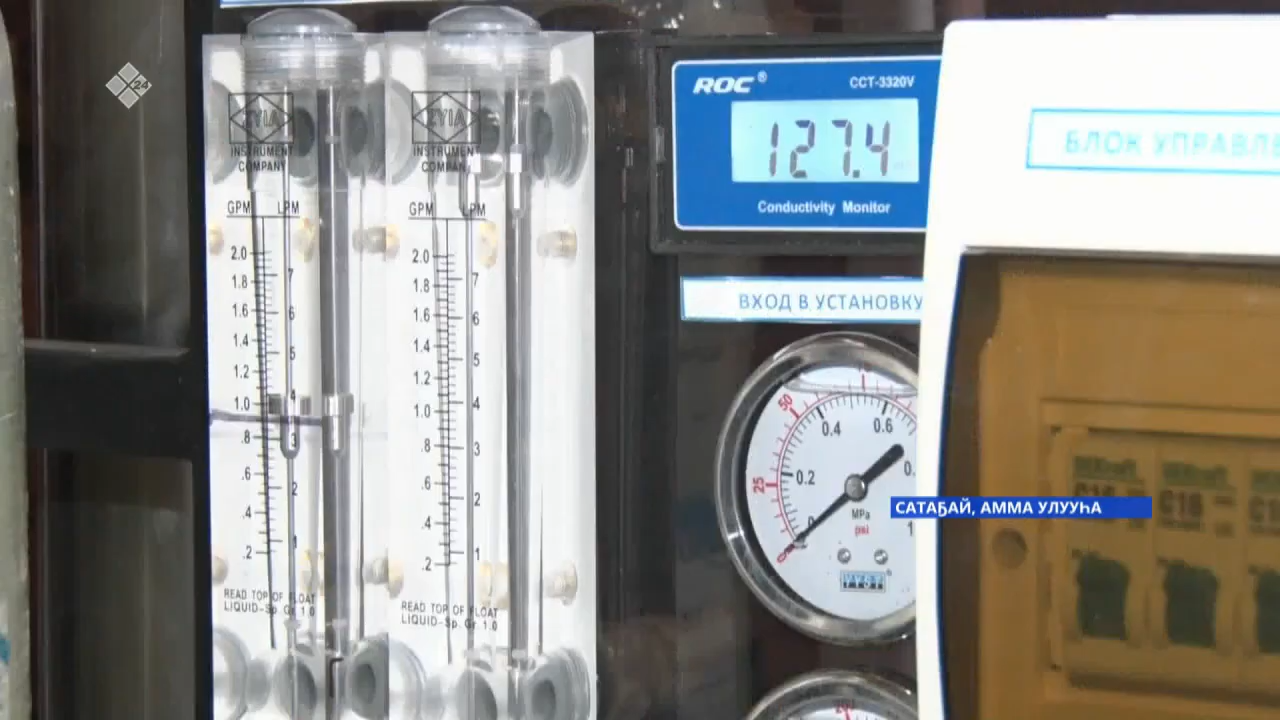 24
ZYIA
INSTRUMENT
COMPANY
GPM LPM
2.0
1.8
7
1.6
6
1.4
5
1.2
4
1.0
.8
3
.6
2
.4
1
.2
READ TOP OF FLOAT
LIQUID-Sp. Gr. 1.0
ZYIA
INSTRUMENT
COMPANY
GPM LPM
2.0
1.8
7
1.6
6
1.4
5
1.2
1.0
4
.8
3
.6
2
.4
1
.2
READ TOP OF FLOAT
LIQUID-Sp. Gr. 1.0
ROC® CCT-3320V
127.4
Conductivity Monitor
ВХОД В УСТАНОВКУ
50
0.4
0.6
25
0.2
0
0
MPa
psi
БЛОК
САТАҔАЙ, АММА УЛУУҺА
C16